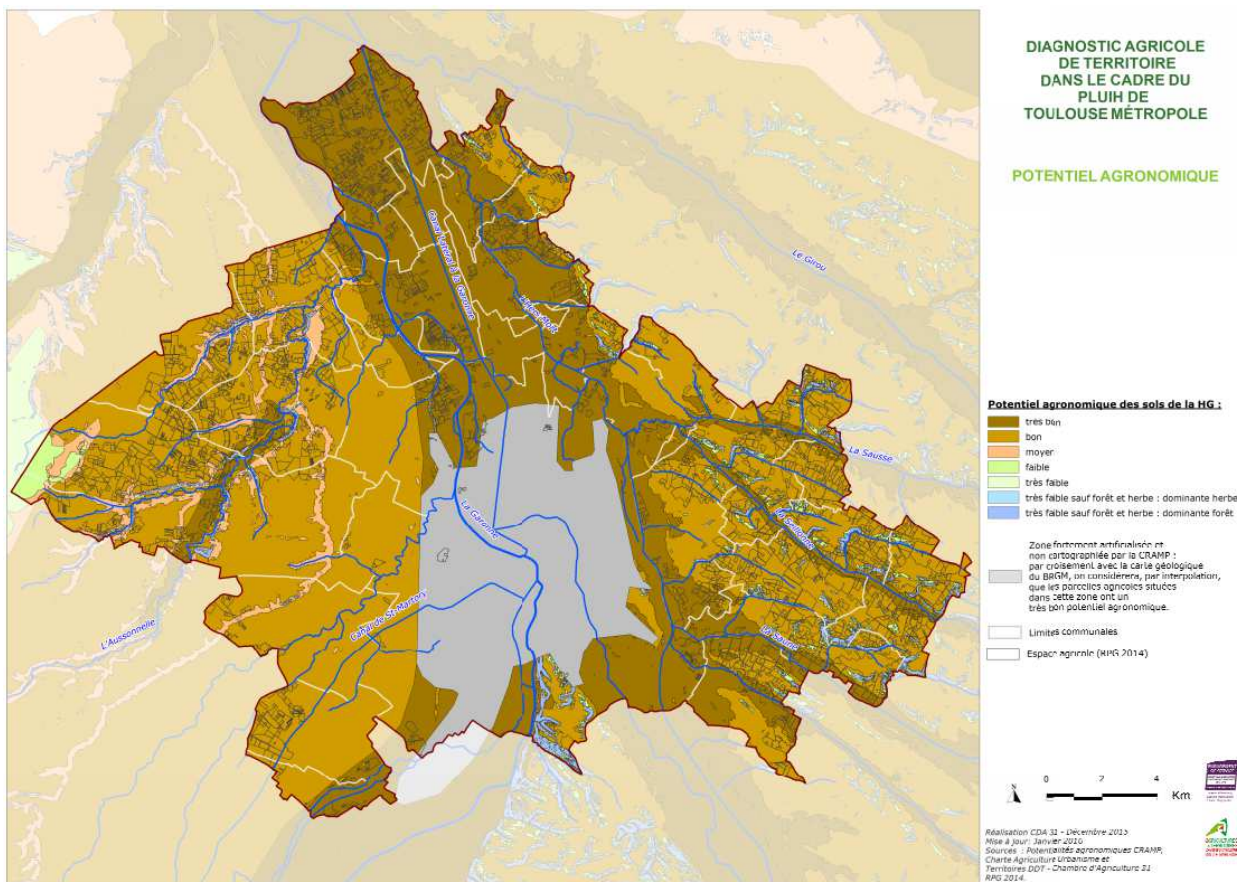 DIAGNOSTIC AGRICOLE
DE TERRITOIRE
DANS LE CADRE DU
PLUIH DE
TOULOUSE MÉTROPOLE
POTENTIEL AGRONOMIQUE
Canal latéral à la Garonne
L'Hers-Mort
Le Girou
La Sausse
La Seillonne
La Saune
La Garonne
Canal de St-Martory
L'Aussonnelle
Potentiel agronomique des sols de la HG :
très bon
bon
moyer
faible
très faible
très faible sauf forêt et herbe : dominante herbe
très faible sauf forêt et herbe : dominante forêt
Zone fortement artificialisée et
non cartographiée par la CRAMP :
par croisement avec la carte géologique
du BRGM, on considèrera, par interpolation,
que les parcelles agricoles situées
dans cette zone ont un
très bon potentiel agronomique.
Limites communales
Espace agricole (RPG 2014)
N
0 2 4
Km
Réalisation CDA 31 - Décembre 2015
Mise à jour: Janvier 2016
Sources : Potentialités agronomiques CRAMP,
Charte Agriculture Urbanisme et
Territoires DDT - Chambre d'Agriculture 31
RPG 2014.